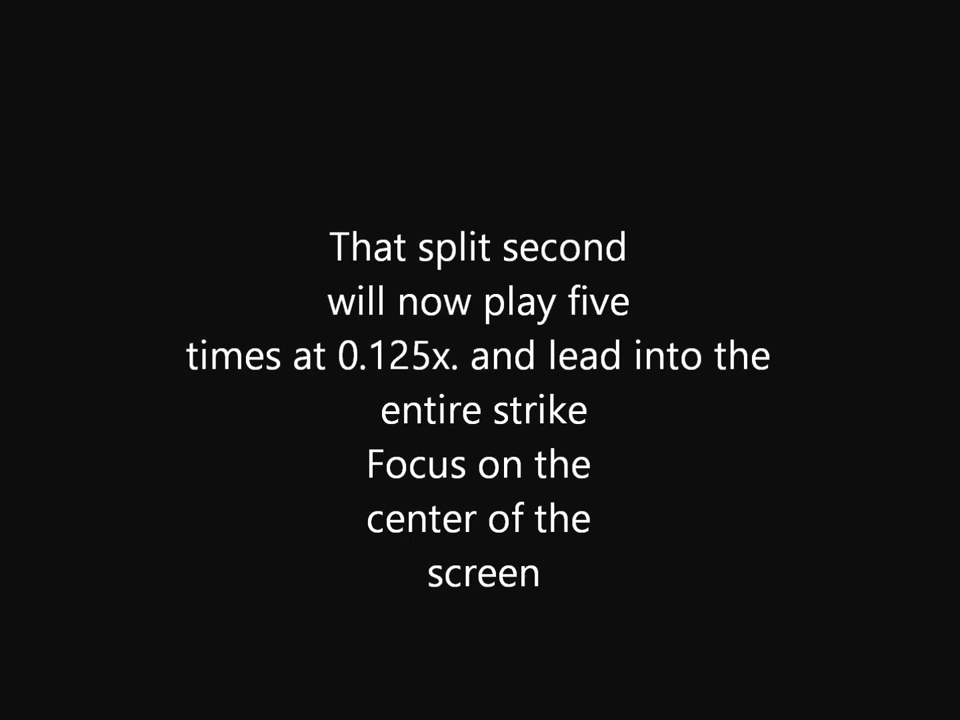 That split second
will now play five
times at 0.125x. and lead into the
entire strike
Focus on the
center of the
screen